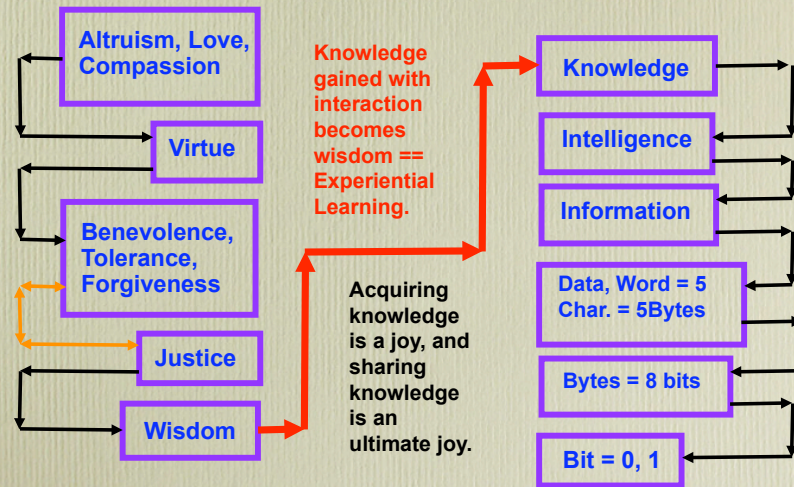 Altruism, Love,
Compassion
Virtue
Benevolence,
Tolerance,
Forgiveness
Justice
Wisdom
Knowledge
gained with
interaction
becomes
wisdom ==
Experiential
Learning.
Acquiring
knowledge
is a joy, and
sharing
knowledge
is an
ultimate joy.
Knowledge
Intelligence
Information
Data, Word = 5
Char. = 5Bytes
Bytes = 8 bits
Bit = 0, 1